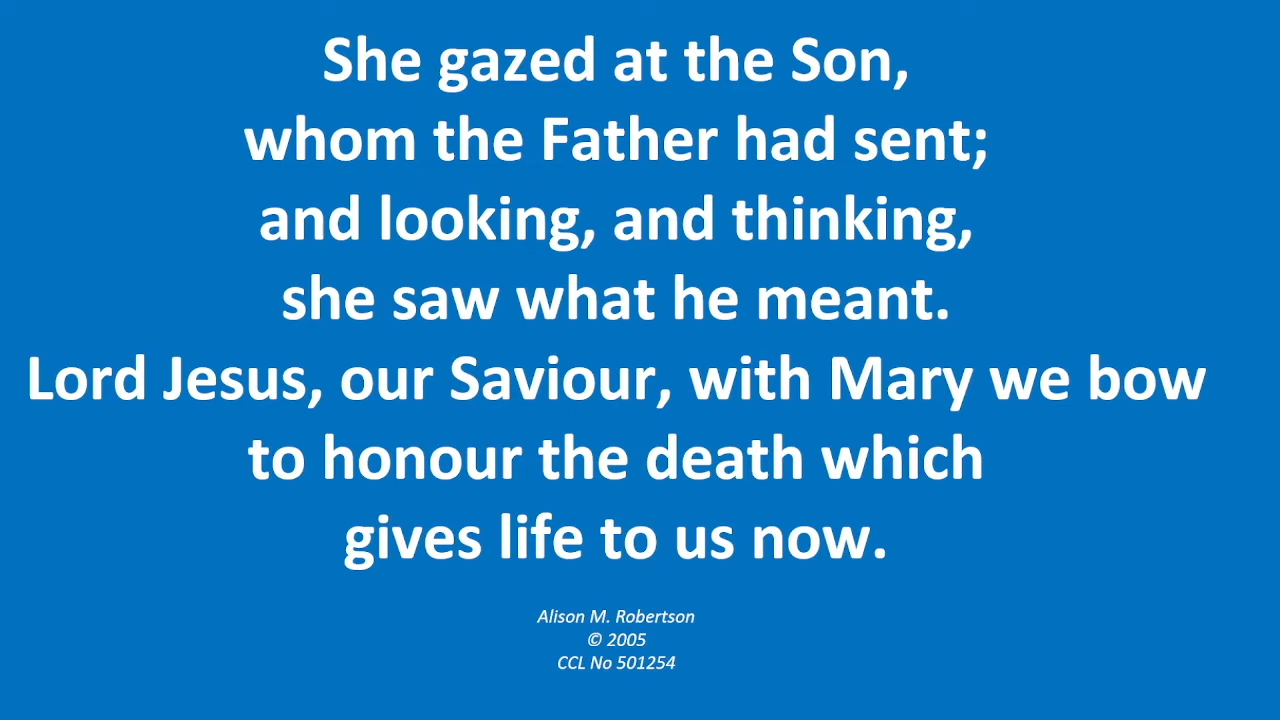 She gazed at the Son,
whom the Father had sent;
and looking, and thinking,
she saw what he meant.
Lord Jesus, our Saviour, with Mary we bow
to honour the death which
gives life to us now.
Alison M. Robertson
© 2005
CCL No 501254